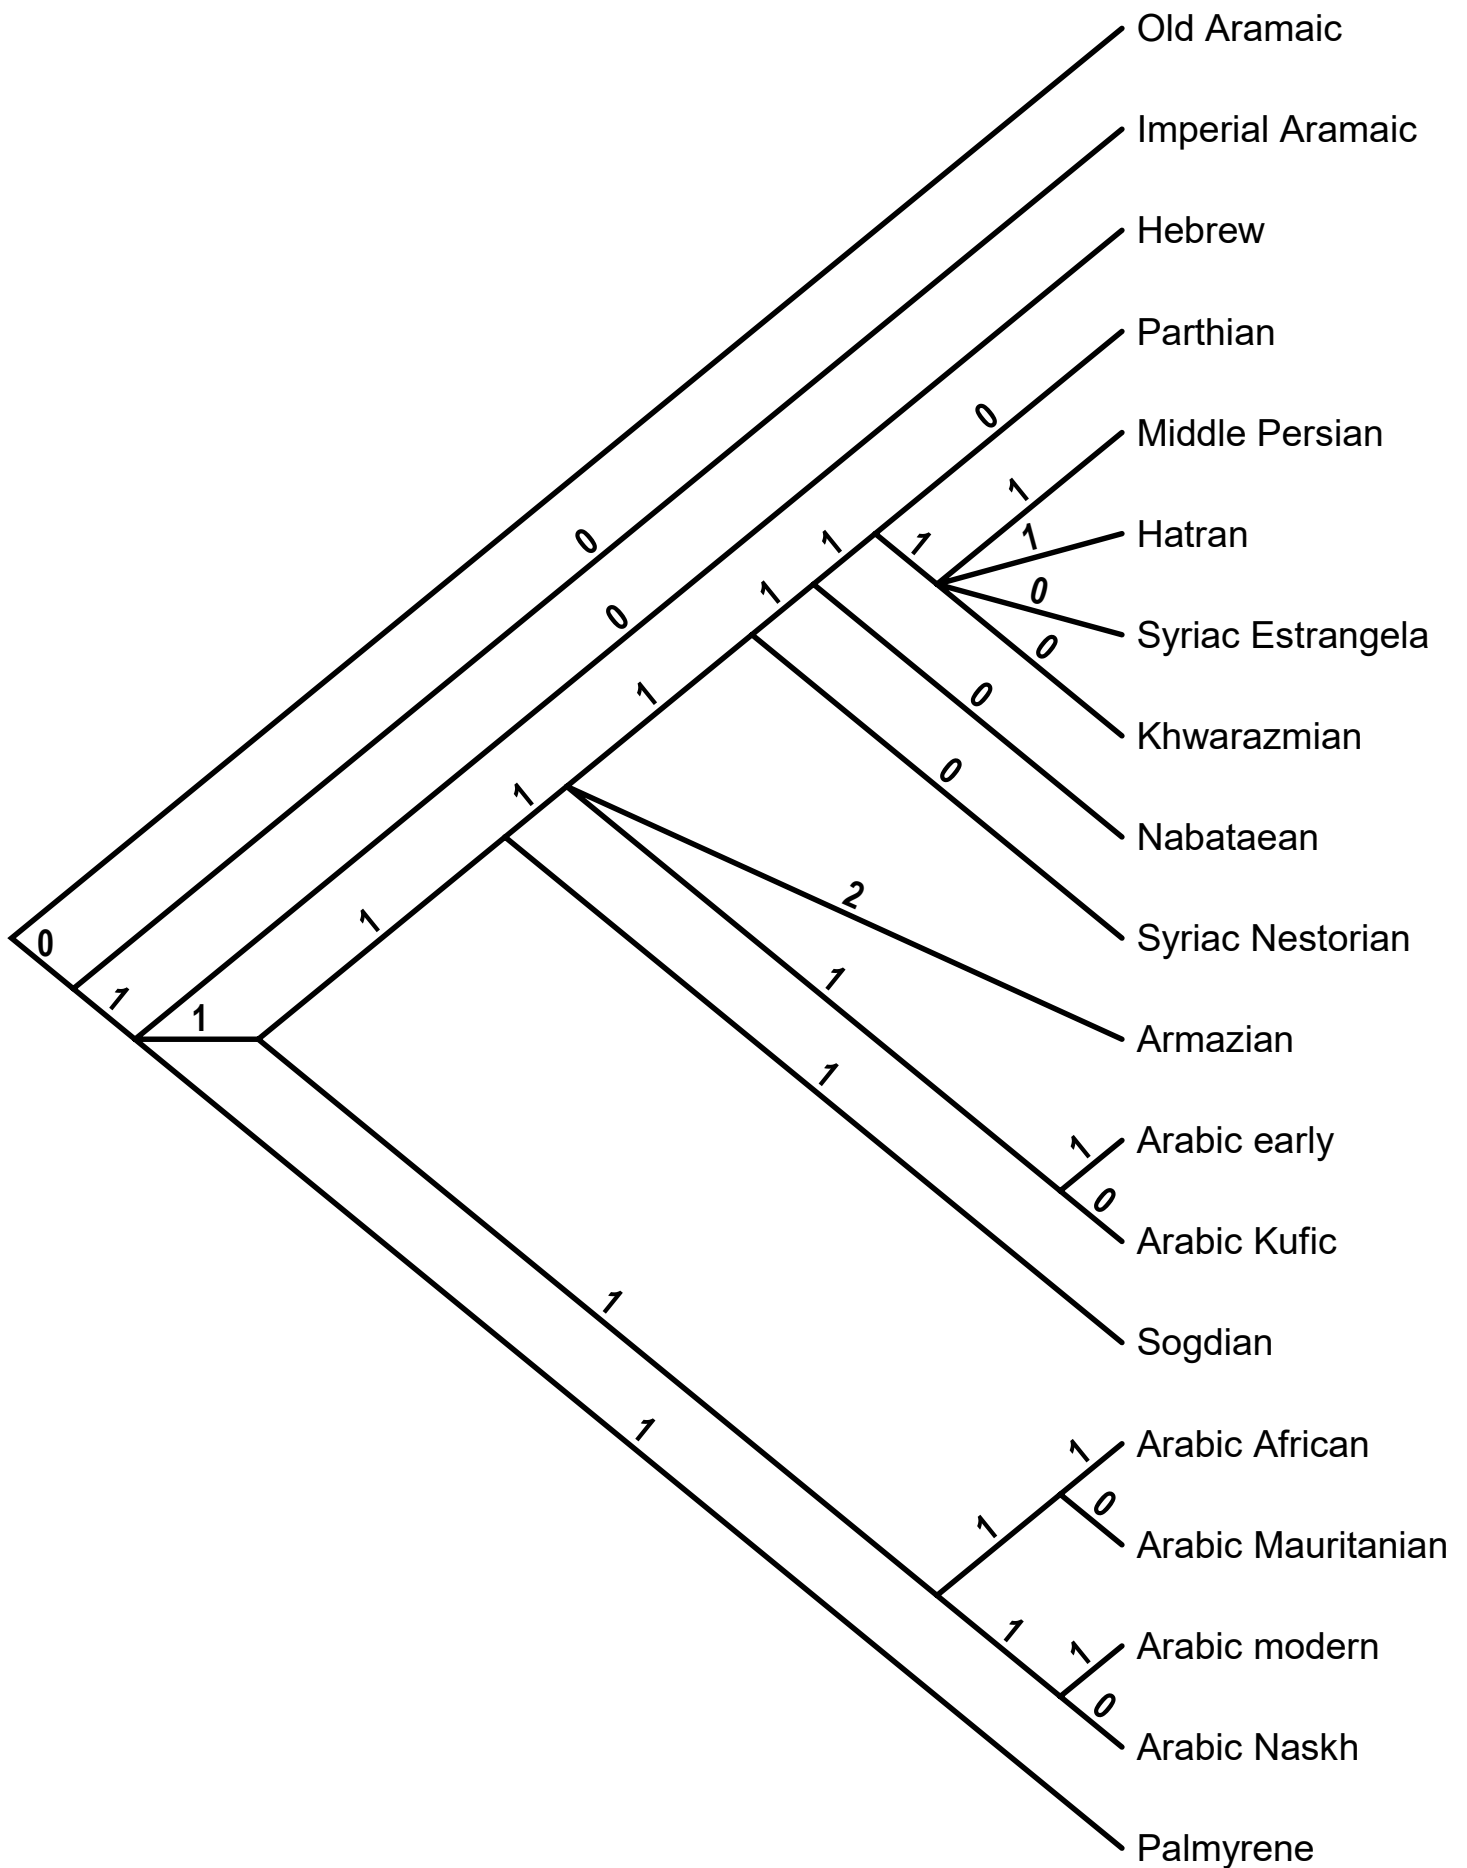 Old Aramaic
Imperial Aramaic
Hebrew
Parthian
0
Middle Persian
1
Hatran
1
0
1
1
Syriac Estrangela
0
1
0
0
Khwarazmian
0
1
0
Nabataean
0
1
2
Syriac Nestorian
1
0
1
1
1
Armazian
1
Arabic early
1
0
Arabic Kufic
1
Sogdian
1
Arabic African
1
0
1
Arabic Mauritanian
1
1
Arabic modern
0
Arabic Naskh
Palmyrene